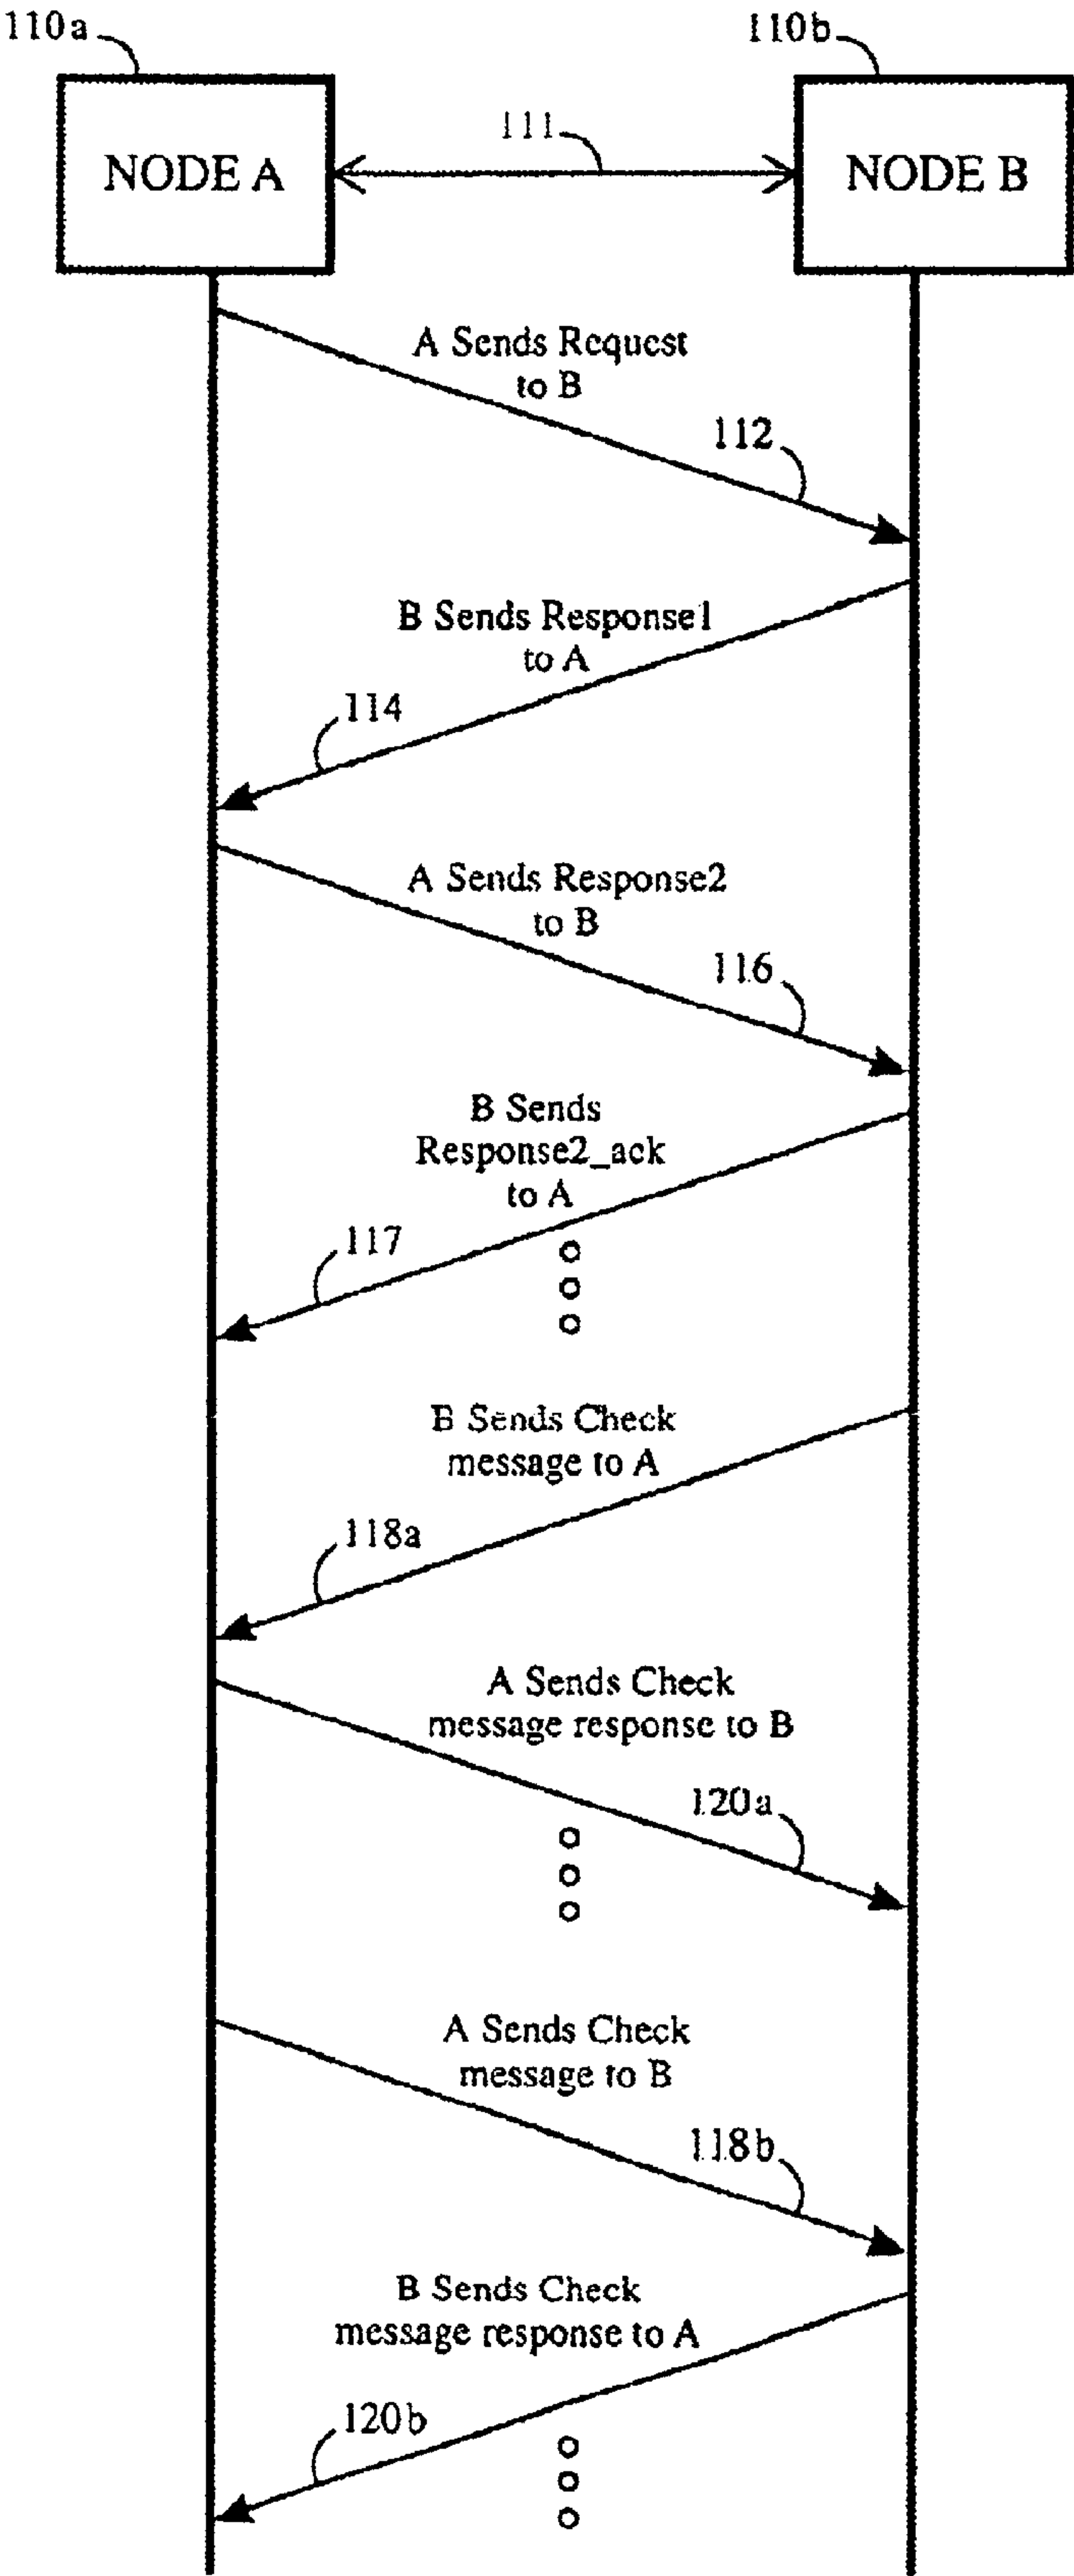 110a
110b
NODE A
111
NODE B
A Sends Request
to B
112
B Sends Response1
to A
114
A Sends Response2
to B
116
B Sends
Response2_ack
to A
117
B Sends Check
message to A
118a
A Sends Check
message response to B
120a
A Sends Check
message to B
118b
B Sends Check
message response to A
120b